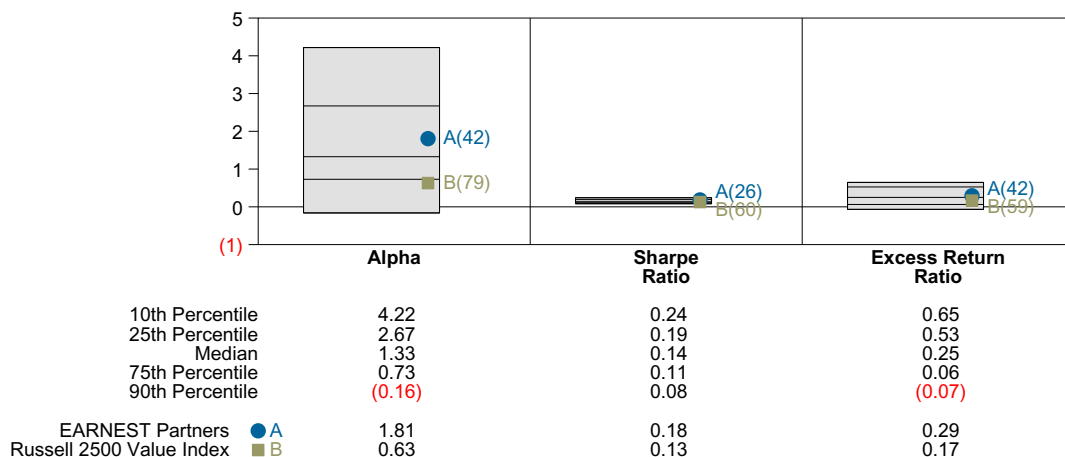 5
4
3
2
1
0
(1)
A(42)
B(79)
A(26)
B(60)
A(42)
B(59)
Alpha
Sharpe
Ratio
Excess Return
Ratio
10th Percentile 4.22 0.24 0.65
25th Percentile 2.67 0.19 0.53
Median 1.33 0.14 0.25
75th Percentile 0.73 0.11 0.06
90th Percentile (0.16) 0.08 (0.07)
EARNEST Partners A 1.81 0.18 0.29
Russell 2500 Value Index B 0.63 0.13 0.17